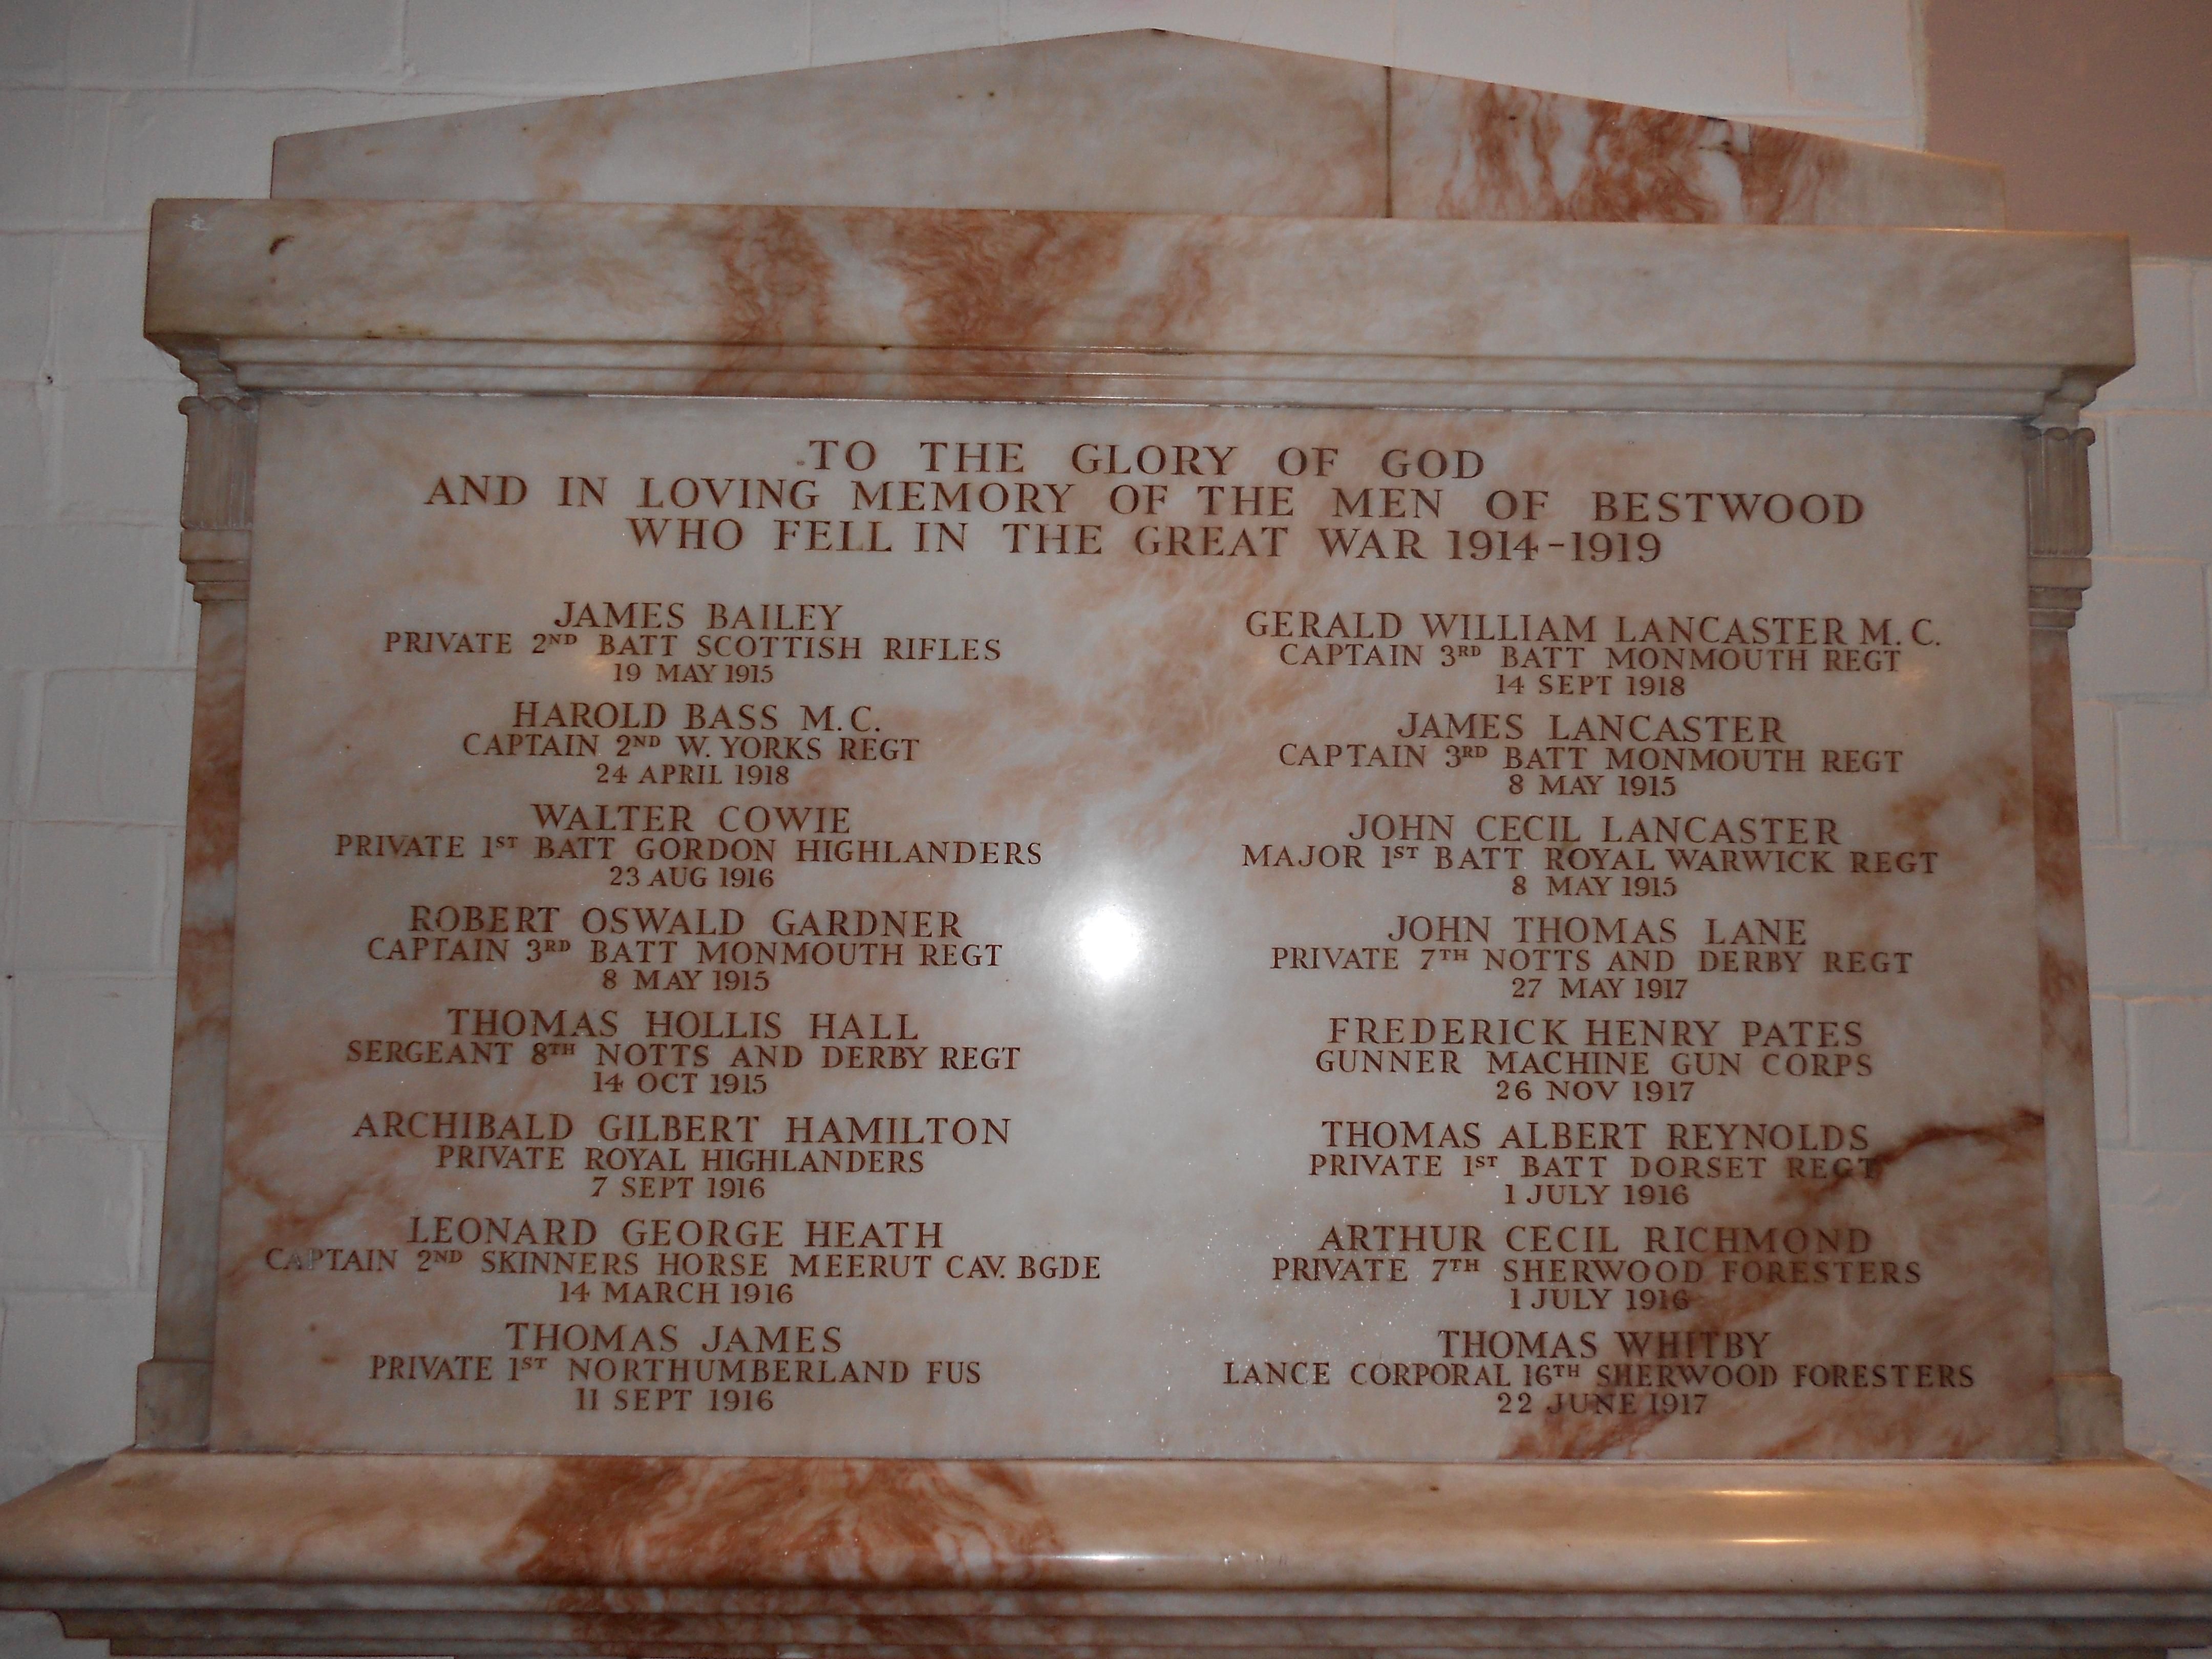 TO THE GLORY OF GOD
AND IN LOVING MEMORY OF THE MEN OF BESTWOOD
WHO FELL IN THE GREAT WAR 1914-1919
JAMES BAILEY
PRIVATE 2ND BATT SCOTTISH RIFLES
19 MAY 1915
HAROLD BASS M.C.
CAPTAIN 2ND W. YORKS REGT
24 APRIL 1918
WALTER COWIE
PRIVATE 1ST BATT GORDON HIGHLANDERS
23 AUG 1916
ROBERT OSWALD GARDNER
CAPTAIN 3RD BATT MONMOUTH REGT
8 MAY 1915
THOMAS HOLLIS HALL
SERGEANT 8TH NOTTS AND DERBY REGT
14 OCT 1915
ARCHIBALD GILBERT HAMILTON
PRIVATE ROYAL HIGHLANDERS
7 SEPT 1916
LEONARD GEORGE HEATH
CAPTAIN 2ND SKINNERS HORSE MEERUT CAV. BGDE
14 MARCH 1916
THOMAS JAMES
PRIVATE 1ST NORTHUMBERLAND FUS
11 SEPT 1916
GERALD WILLIAM LANCASTER M.C.
CAPTAIN 3RD BATT MONMOUTH REGT
14 SEPT 1918
JAMES LANCASTER
CAPTAIN 3RD BATT MONMOUTH REGT
8 MAY 1915
JOHN CECIL LANCASTER
MAJOR 1ST BATT ROYAL WARWICK REGT
8 MAY 1915
JOHN THOMAS LANE
PRIVATE 7TH NOTTS AND DERBY REGT
27 MAY 1917
FREDERICK HENRY PATES
GUNNER MACHINE GUN CORPS
26 NOV 1917
THOMAS ALBERT REYNOLDS
PRIVATE 1ST BATT DORSET REGT
1 JULY 1916
ARTHUR CECIL RICHMOND
PRIVATE 7TH SHERWOOD FORESTERS
1 JULY 1916
THOMAS WHITBY
LANCE CORPORAL 16TH SHERWOOD FORESTERS
22 JUNE 1917